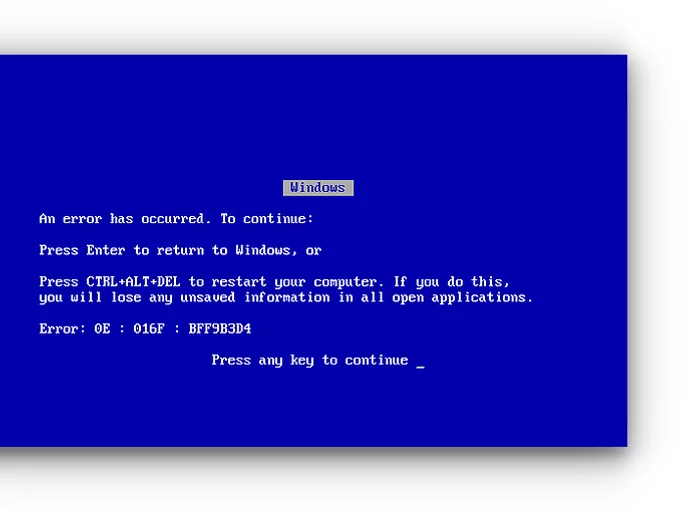 Windows
An error has occurred. To continue:
Press Enter to return to Windows, or
Press CTRL+ALT+DEL to restart your computer. If you do this,
you will lose any unsaved information in all open applications.
Error: 0E : 016F : BFF9B3D4
Press any key to continue _